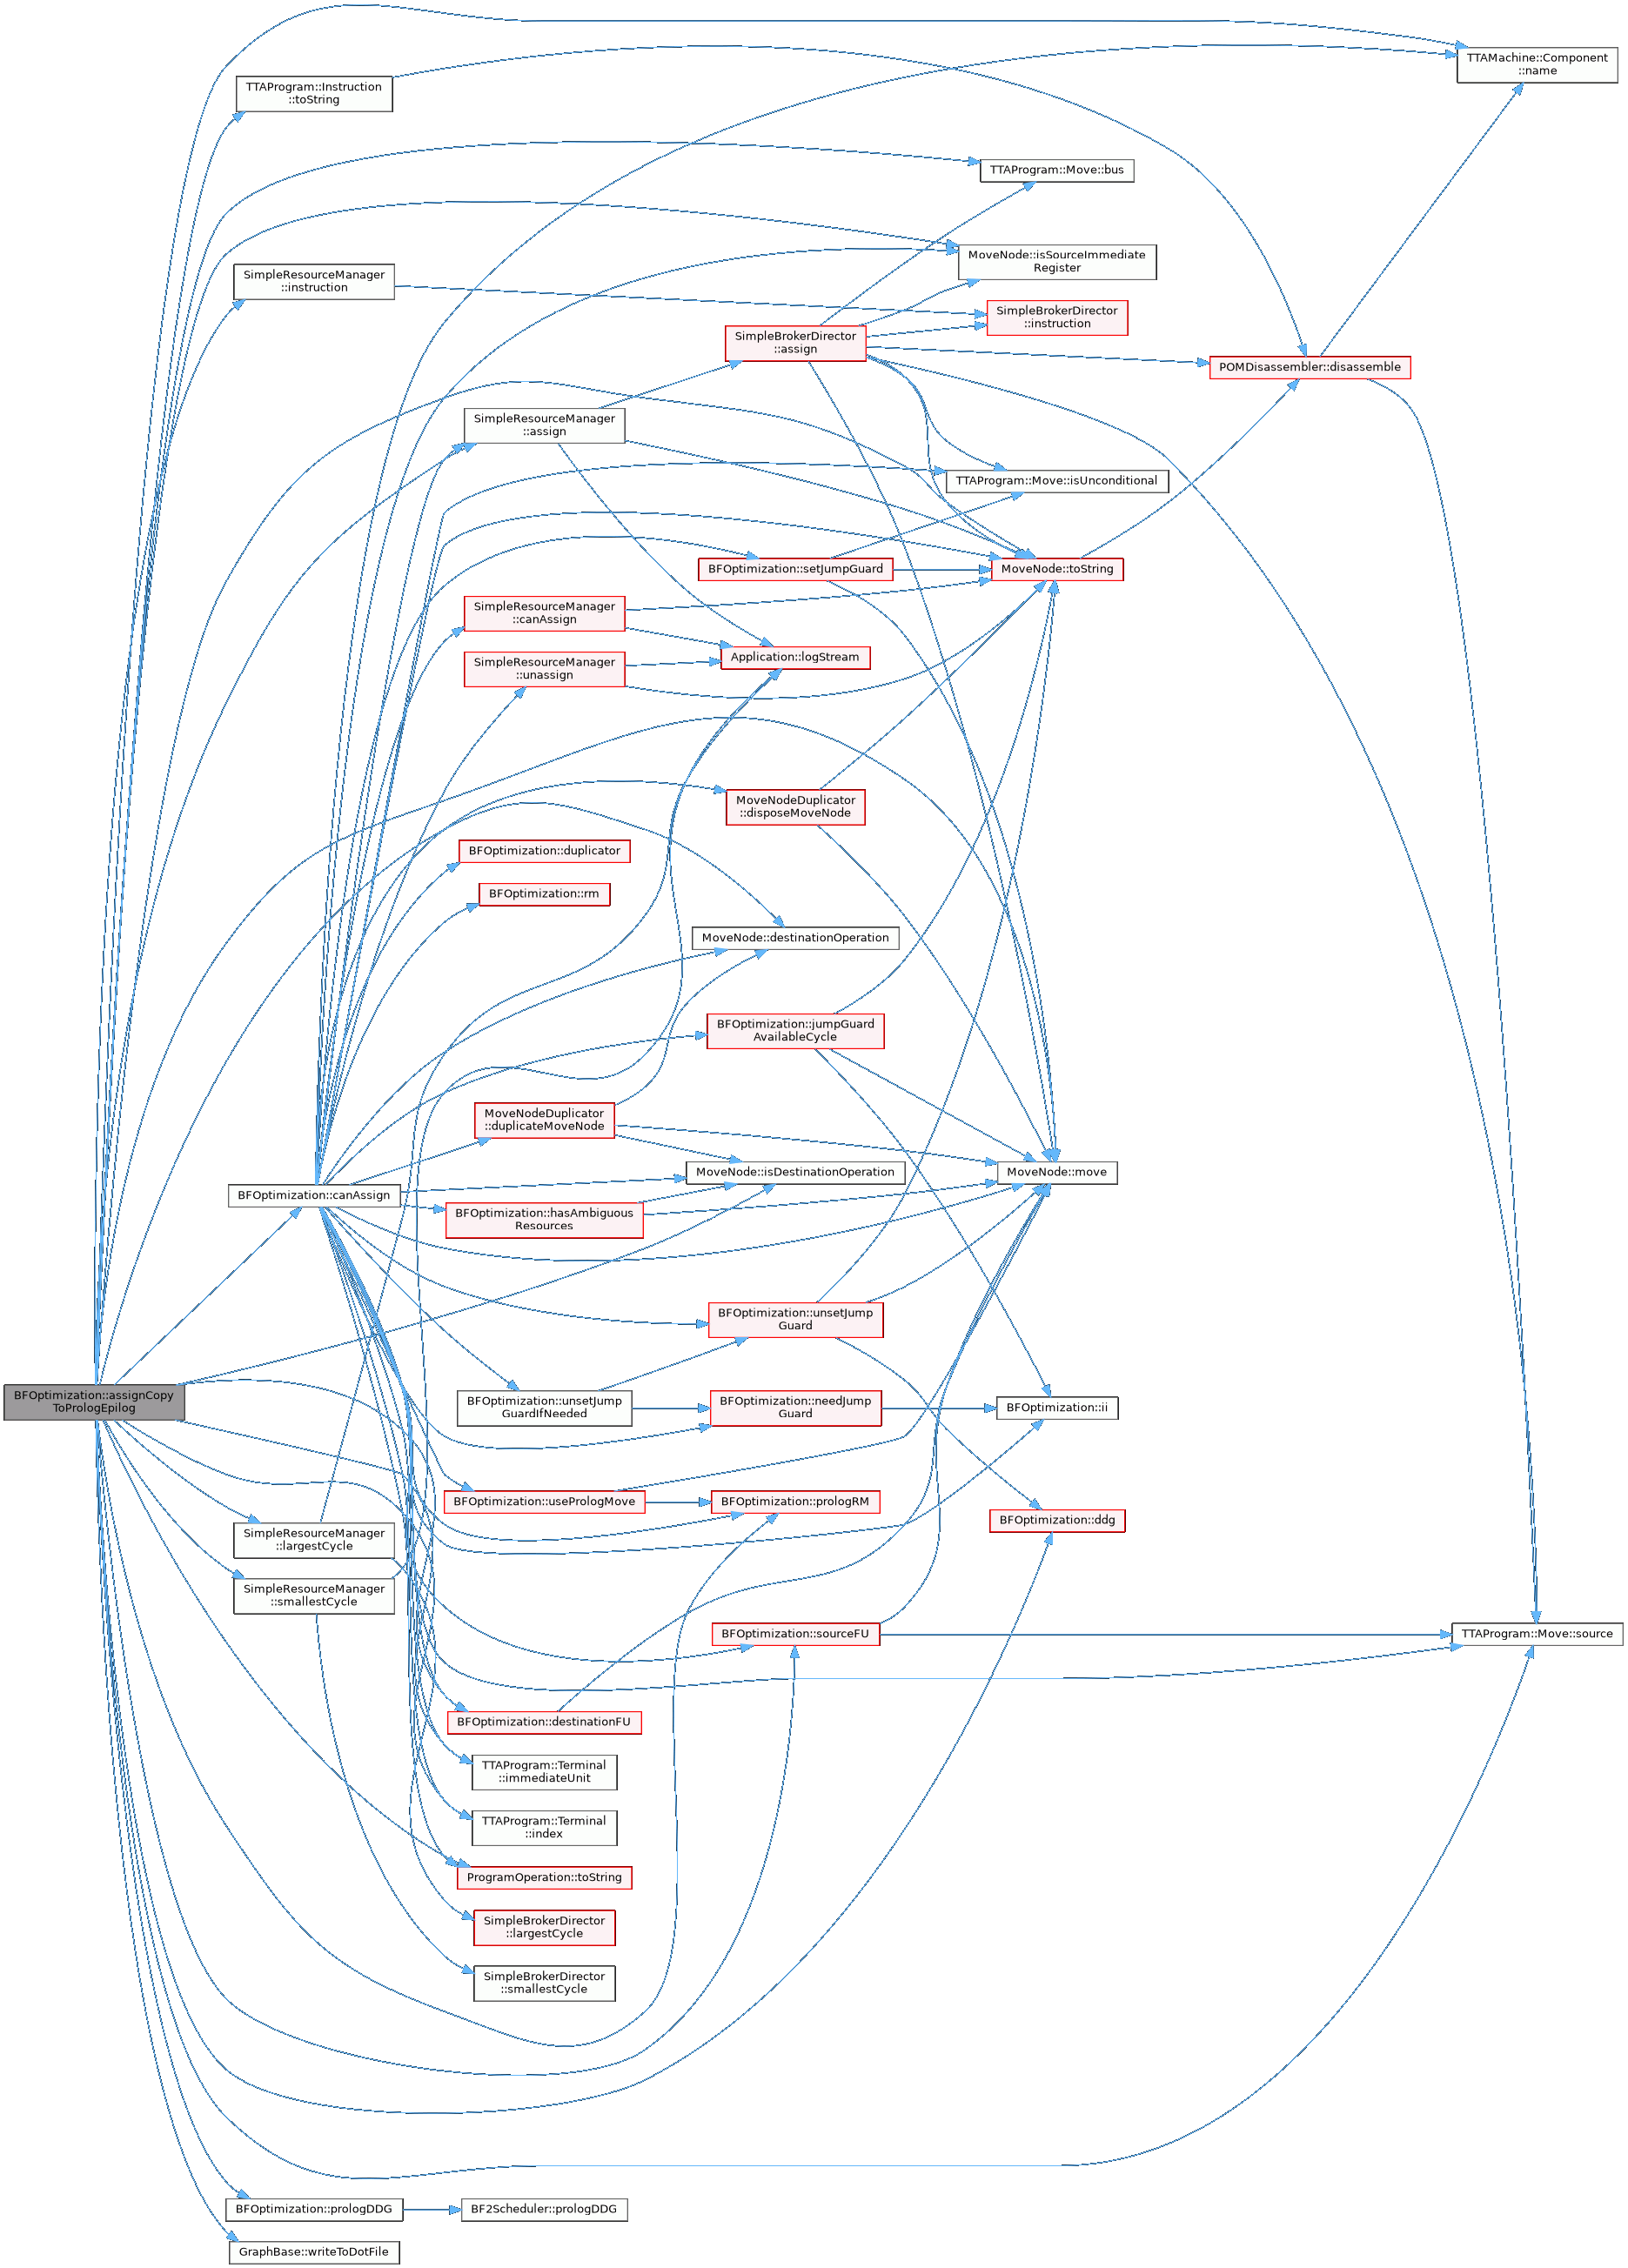 TTAMachine::Component
::name
TTAProgram::Instruction
::toString
TTAProgram::Move::bus
MoveNode::isSourceImmediate
Register
SimpleResourceManager
::instruction
SimpleBrokerDirector
::instruction
SimpleBrokerDirector
::assign
POMDisassembler::disassemble
SimpleResourceManager
::assign
TTAProgram::Move::isUnconditional
BFOptimization::setJumpGuard
MoveNode::toString
SimpleResourceManager
::canAssign
Application::logStream
SimpleResourceManager
::unassign
MoveNodeDuplicator
::disposeMoveNode
BFOptimization::duplicator
BFOptimization::rm
MoveNode::destinationOperation
BFOptimization::jumpGuard
AvailableCycle
MoveNodeDuplicator
::duplicateMoveNode
MoveNode::isDestinationOperation
MoveNode::move
BFOptimization::canAssign
BFOptimization::hasAmbiguous
Resources
BFOptimization::unsetJump
Guard
BFOptimization::assignCopy
ToPrologEpilog
BFOptimization::unsetJump
GuardIfNeeded
BFOptimization::needJump
Guard
BFOptimization::ii
BFOptimization::usePrologMove
BFOptimization::prologRM
BFOptimization::ddg
SimpleResourceManager
::largestCycle
SimpleResourceManager
::smallestCycle
BFOptimization::sourceFU
TTAProgram::Move::source
BFOptimization::destinationFU
TTAProgram::Terminal
::immediateUnit
TTAProgram::Terminal
::index
ProgramOperation::toString
SimpleBrokerDirector
::largestCycle
SimpleBrokerDirector
::smallestCycle
BFOptimization::prologDDG
BF2Scheduler::prologDDG
GraphBase::writeToDotFile